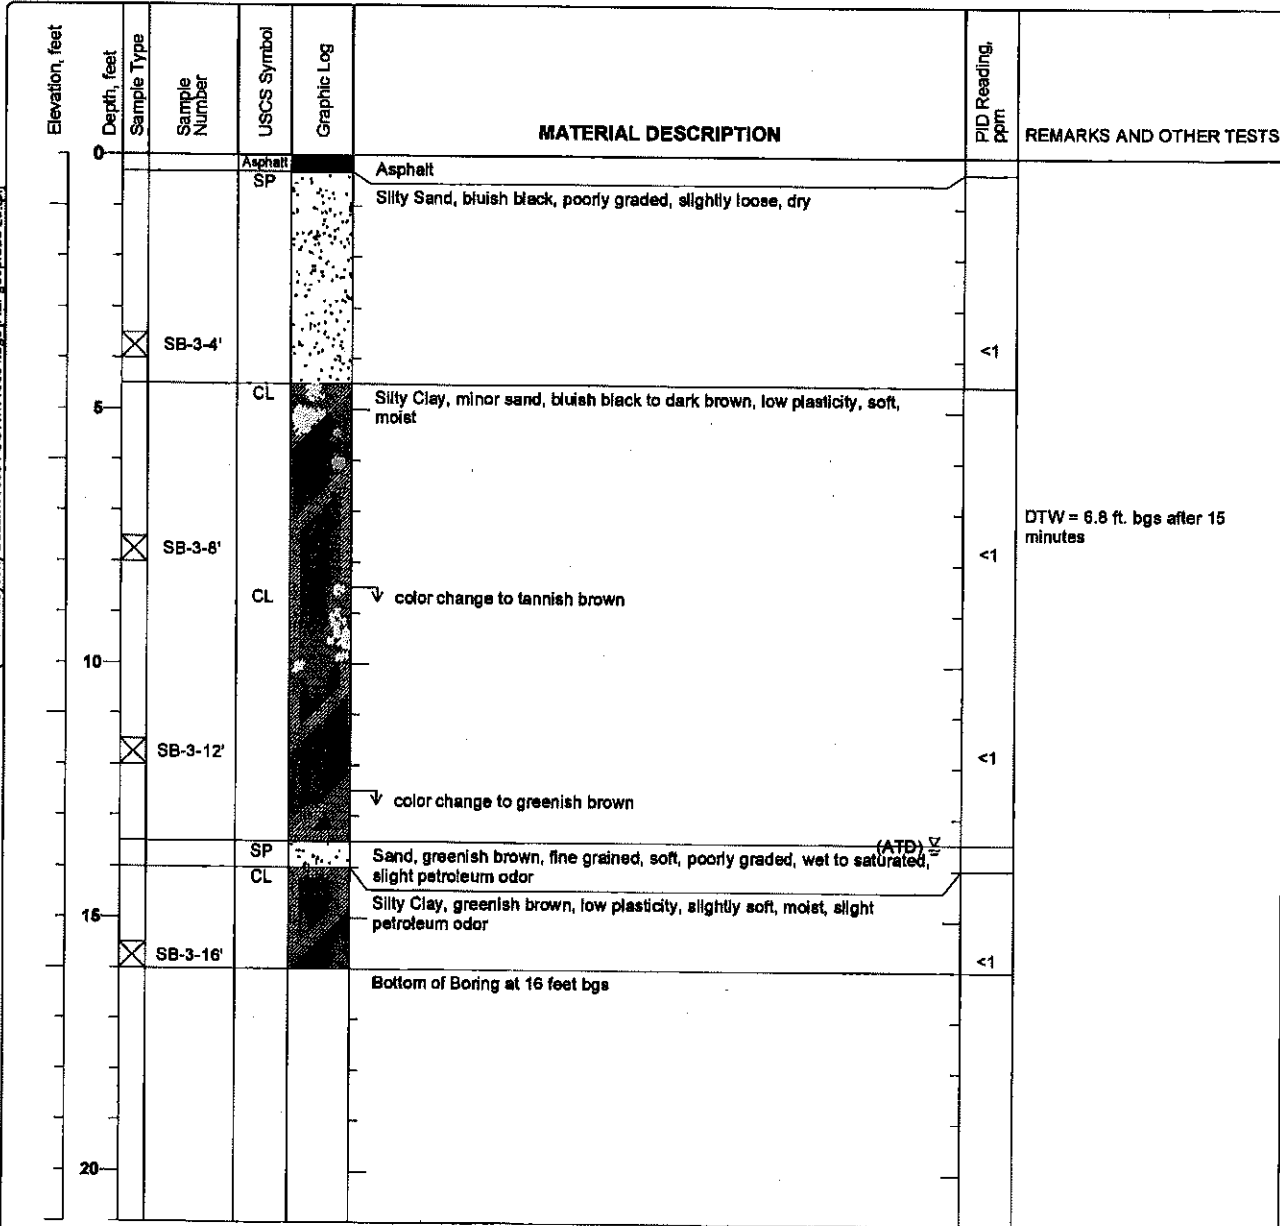 Elevation, feet
Depth, feet
Sample Type
Sample
Number
USCS Symbol
Graphic Log
MATERIAL DESCRIPTION
PID Reading,
ppm
REMARKS AND OTHER TESTS
0
Asphalt
Asphalt
SP
Silty Sand, bluish black, poorly graded, slightly loose, dry
SB-3-4'
<1
CL
Silty Clay, minor sand, bluish black to dark brown, low plasticity, soft,
moist
5
DTW = 6.8 ft. bgs after 15
minutes
SB-3-8'
<1
CL
color change to tannish brown
10
SB-3-12'
<1
color change to greenish brown
(ATD)
SP
Sand, greenish brown, fine grained, soft, poorly graded, wet to saturated,
slight petroleum odor
CL
Silty Clay, greenish brown, low plasticity, slightly soft, moist, slight
petroleum odor
15
SB-3-16'
<1
Bottom of Boring at 16 feet bgs
20